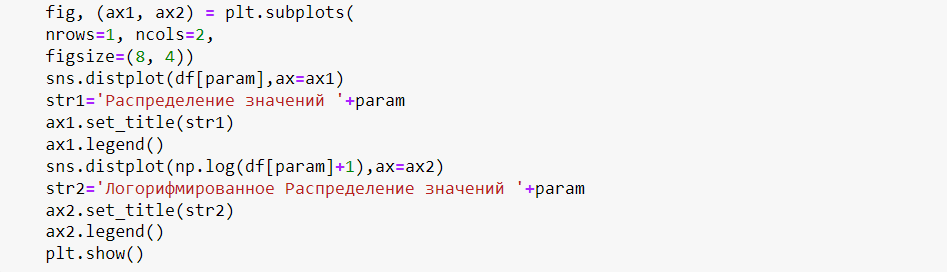 fig, (ax1, ax2) = plt.subplots(
nrows=1, ncols=2,
figsize=(8, 4))
sns.distplot(df[param],ax=ax1)
str1='Распределение значений '+param
ax1.set_title(str1)
ax1.legend()
sns.distplot(np.log(df[param]+1),ax=ax2)
str2='Логорифмированное Распределение значений '+param
ax2.set_title(str2)
ax2.legend()
plt.show()